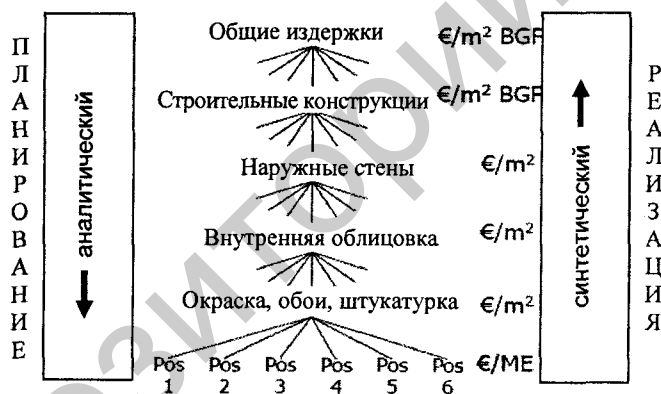 ПЛАНИРОВАНИЕ
аналитический
Общие издержки €/m² BGF
Строительные конструкции €/m² BGF
Наружные стены €/m²
Внутренняя облицовка €/m²
Окраска, обои, штукатурка €/m²
Pos 1 Pos 2 Pos 3 Pos 4 Pos 5 Pos 6 €/ME
синтетический
РЕАЛИЗАЦИЯ